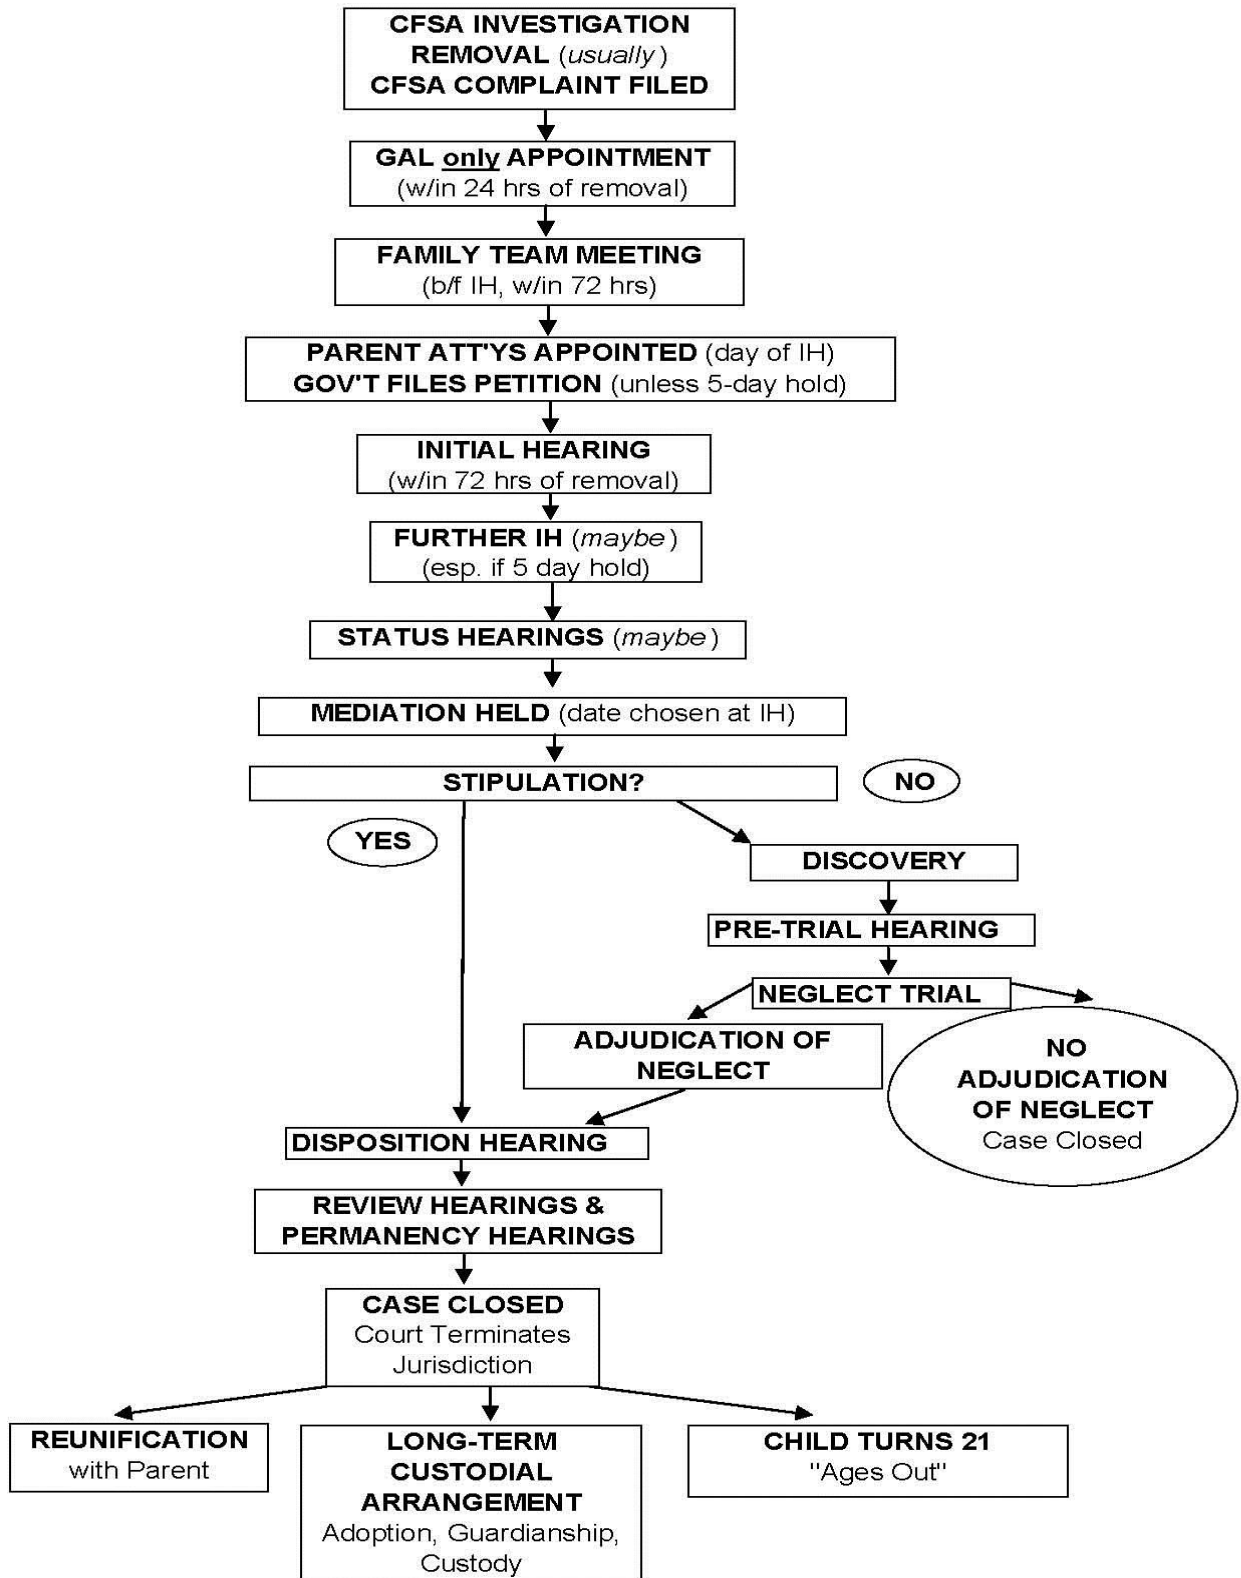 CFSA INVESTIGATION
REMOVAL (usually)
CFSA COMPLAINT FILED
GAL only APPOINTMENT
(w/in 24 hrs of removal)
FAMILY TEAM MEETING
(b/f IH, w/in 72 hrs)
PARENT ATT'YS APPOINTED (day of IH)
GOV'T FILES PETITION (unless 5-day hold)
INITIAL HEARING
(w/in 72 hrs of removal)
FURTHER IH (maybe)
(esp. if 5 day hold)
STATUS HEARINGS (maybe)
MEDIATION HELD (date chosen at IH)
STIPULATION?
NO
YES
DISCOVERY
PRE-TRIAL HEARING
NEGLECT TRIAL
ADJUDICATION OF
NEGLECT
NO
ADJUDICATION
OF NEGLECT
Case Closed
DISPOSITION HEARING
REVIEW HEARINGS &
PERMANENCY HEARINGS
CASE CLOSED
Court Terminates
Jurisdiction
REUNIFICATION
with Parent
LONG-TERM
CUSTODIAL
ARRANGEMENT
Adoption, Guardianship,
Custody
CHILD TURNS 21
"Ages Out"